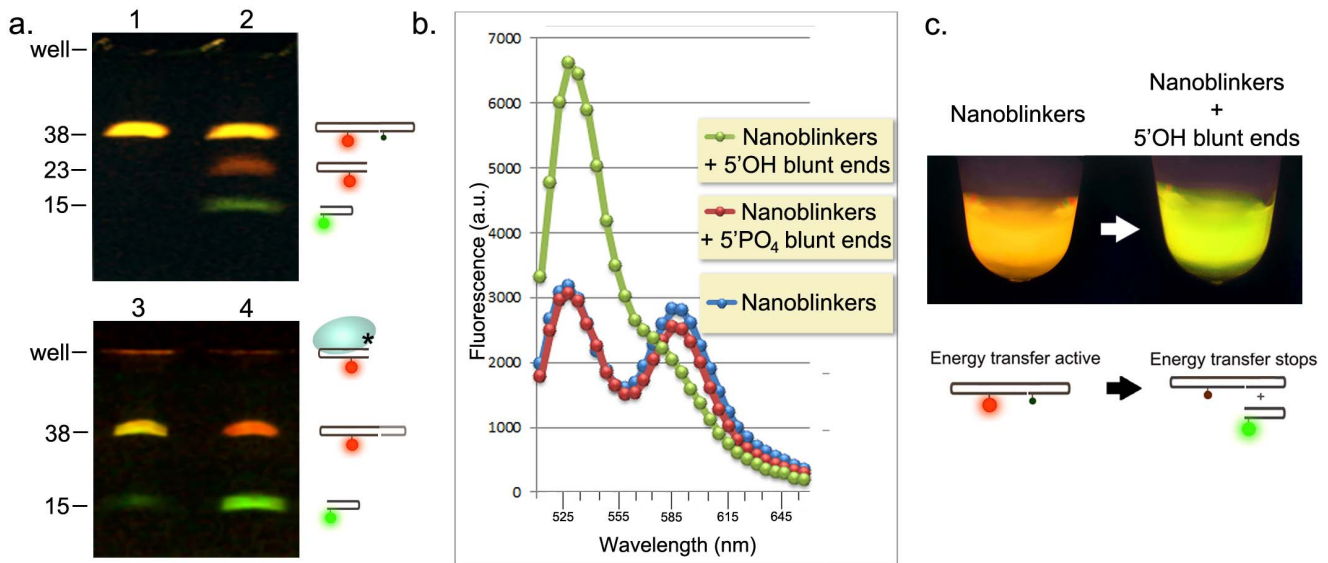 a.
1 2
well
38
23
15
3 4
well
*
38
15
b.
7000
6000
5000
4000
3000
2000
1000
0
Fluorescence (a.u.)
525 555 585 615 645
Wavelength (nm)
Nanoblinkers
+ 5'OH blunt ends
Nanoblinkers
+ 5'PO₄ blunt ends
Nanoblinkers
c.
Nanoblinkers
Nanoblinkers
+
5'OH blunt ends
Energy transfer active
Energy transfer stops
+